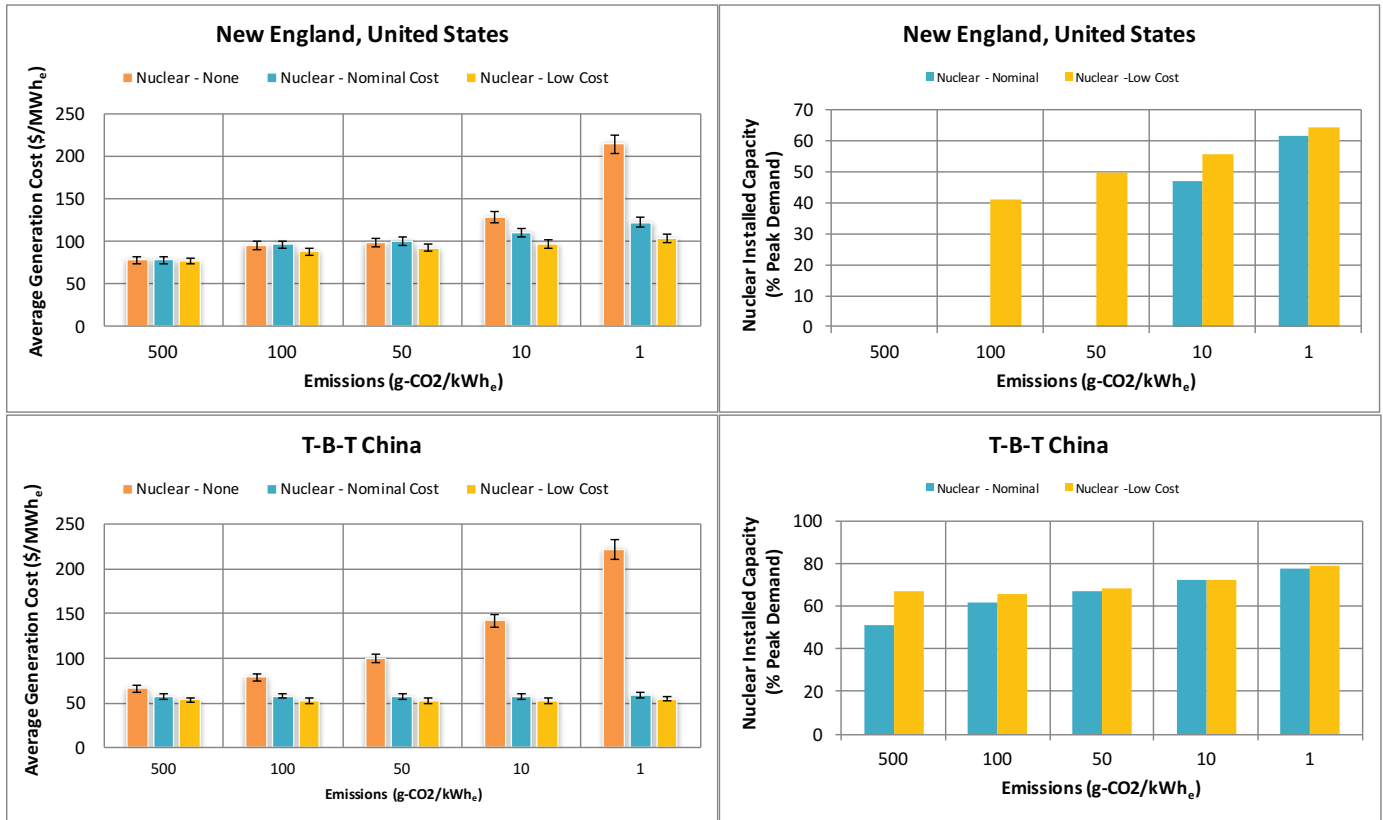 New England, United States
Nuclear - None Nuclear - Nominal Cost Nuclear - Low Cost
Average Generation Cost ($/MWhe)
250
200
150
100
50
0
500 100 50 10 1
Emissions (g-CO2/kWhe)
New England, United States
Nuclear - Nominal Nuclear -Low Cost
Nuclear Installed Capacity
(% Peak Demand)
70
60
50
40
30
20
10
0
500 100 50 10 1
Emissions (g-CO2/kWhe)
T-B-T China
Nuclear - None Nuclear - Nominal Cost Nuclear - Low Cost
Average Generation Cost ($/MWhe)
250
200
150
100
50
0
500 100 50 10 1
Emissions (g-CO2/kWhe)
T-B-T China
Nuclear - Nominal Nuclear -Low Cost
Nuclear Installed Capacity
(% Peak Demand)
100
80
60
40
20
0
500 100 50 10 1
Emissions (g-CO2/kWhe)